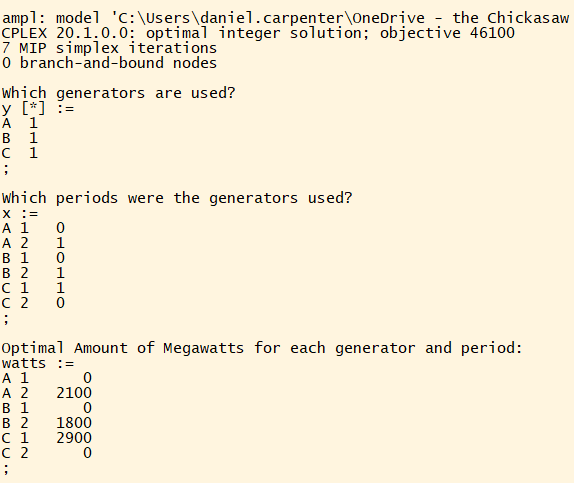 ampl: model 'C:\Users\daniel.carpenter\OneDrive - the Chickasaw
CPLEX 20.1.0.0: optimal integer solution; objective 46100
7 MIP simplex iterations
0 branch-and-bound nodes
Which generators are used?
y [*] :=
A 1
B 1
C 1
;
Which periods were the generators used?
x :=
A 1 0
A 2 1
B 1 0
B 2 1
C 1 1
C 2 0
;
Optimal Amount of Megawatts for each generator and period:
watts :=
A 1 0
A 2 2100
B 1 0
B 2 1800
C 1 2900
C 2 0
;